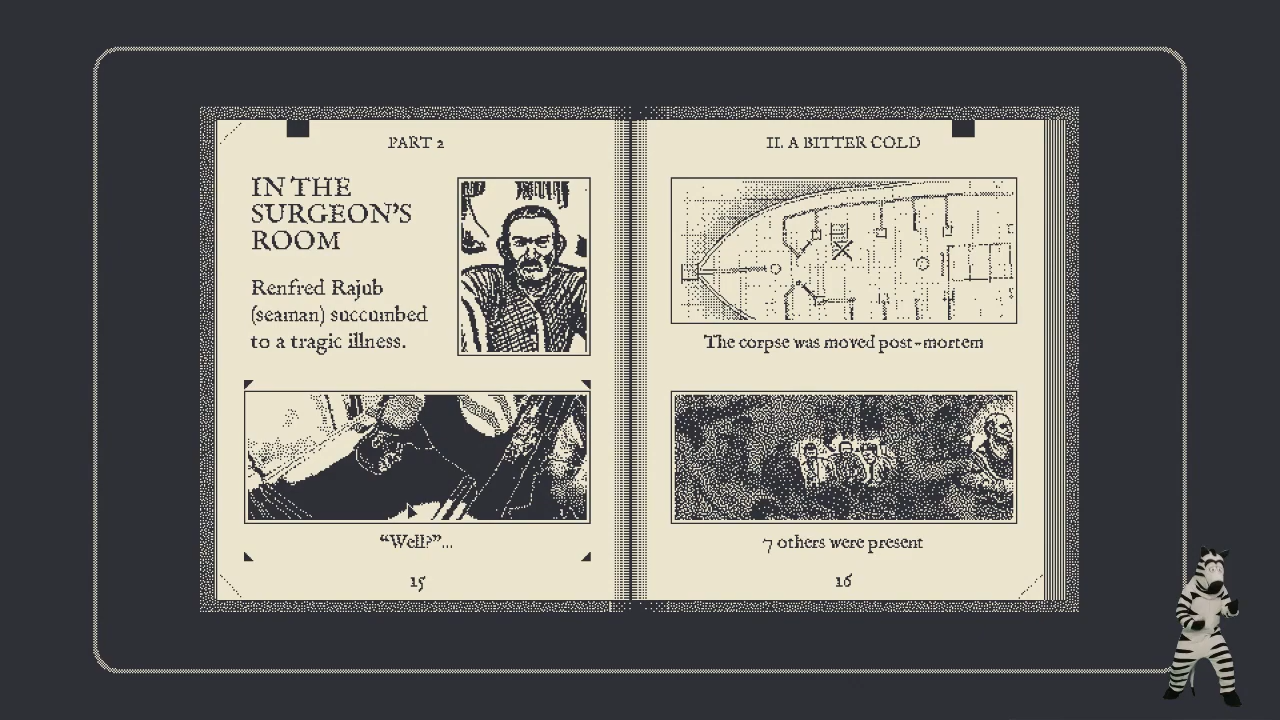 PART 2
IN THE
SURGEON'S
ROOM
Renfred Rajub
(seaman) succumbed
to a tragic illness.
“Well?”...
15
II. A BITTER COLD
The corpse was moved post-mortem
7 others were present
16